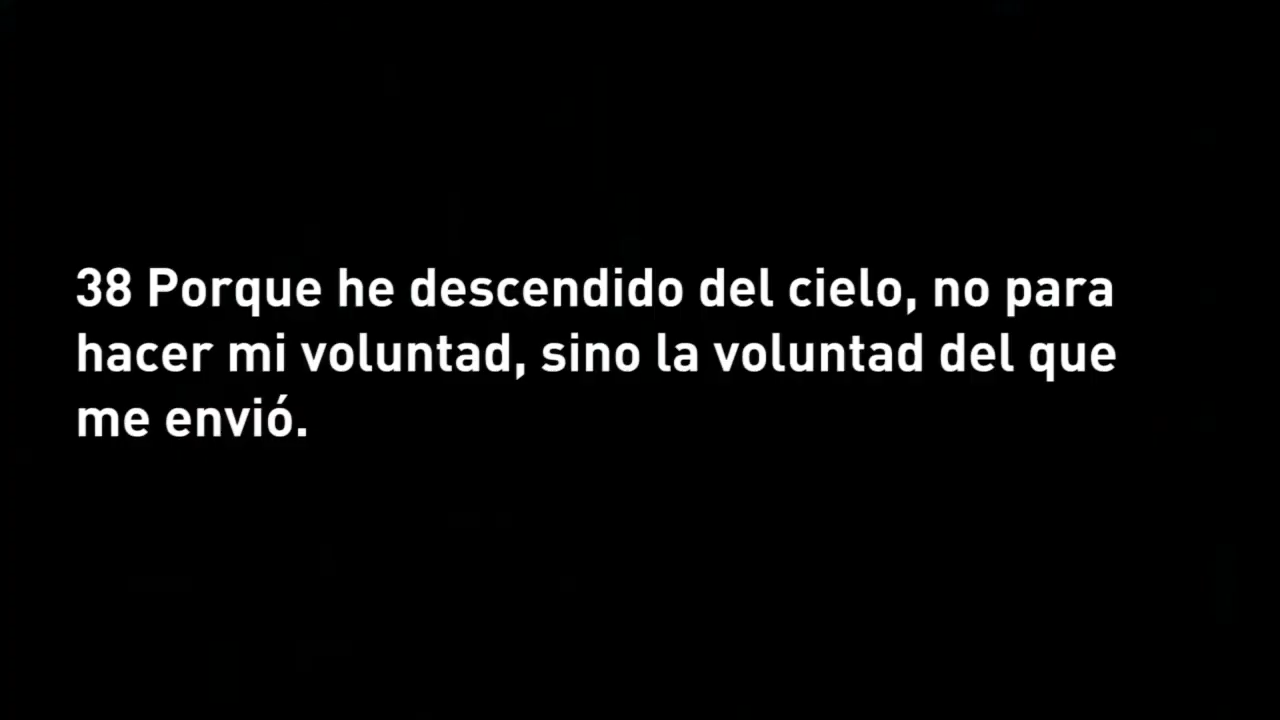 38 Porque he descendido del cielo, no para
hacer mi voluntad, sino la voluntad del que
me envió.